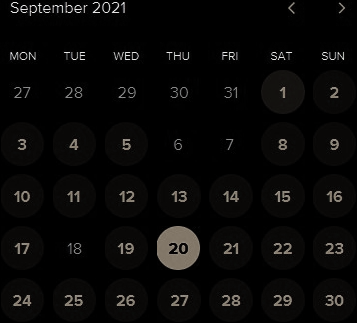 September 2021
MON TUE WED THU FRI SAT SUN
27 28 29 30 31 1 2
3 4 5 6 7 8 9
10 11 12 13 14 15 16
17 18 19 20 21 22 23
24 25 26 27 28 29 30